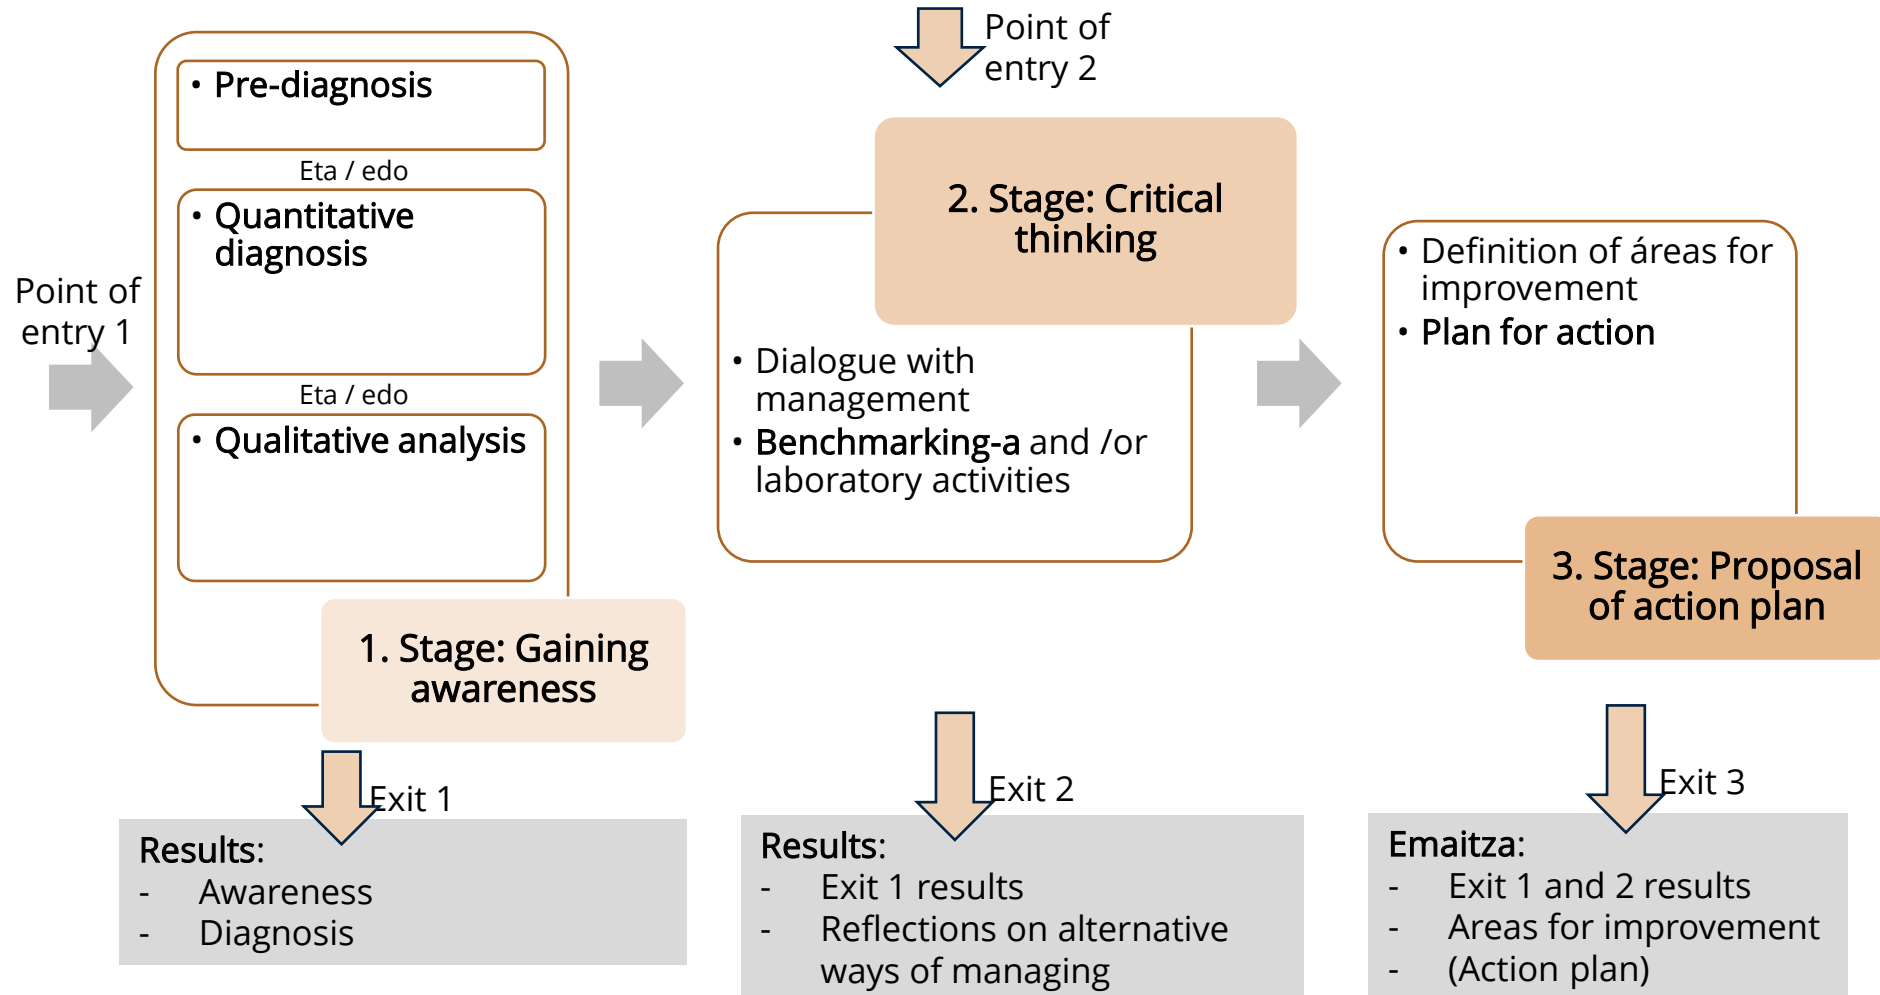 Point of
entry 1
• Pre-diagnosis
Eta / edo
• Quantitative
diagnosis
Eta / edo
• Qualitative analysis
1. Stage: Gaining
awareness
Exit 1
Results:
- Awareness
- Diagnosis
Point of
entry 2
2. Stage: Critical
thinking
• Dialogue with
management
• Benchmarking-a and /or
laboratory activities
Exit 2
Results:
- Exit 1 results
- Reflections on alternative
ways of managing
• Definition of áreas for
improvement
• Plan for action
3. Stage: Proposal
of action plan
Exit 3
Emaitza:
- Exit 1 and 2 results
- Areas for improvement
- (Action plan)